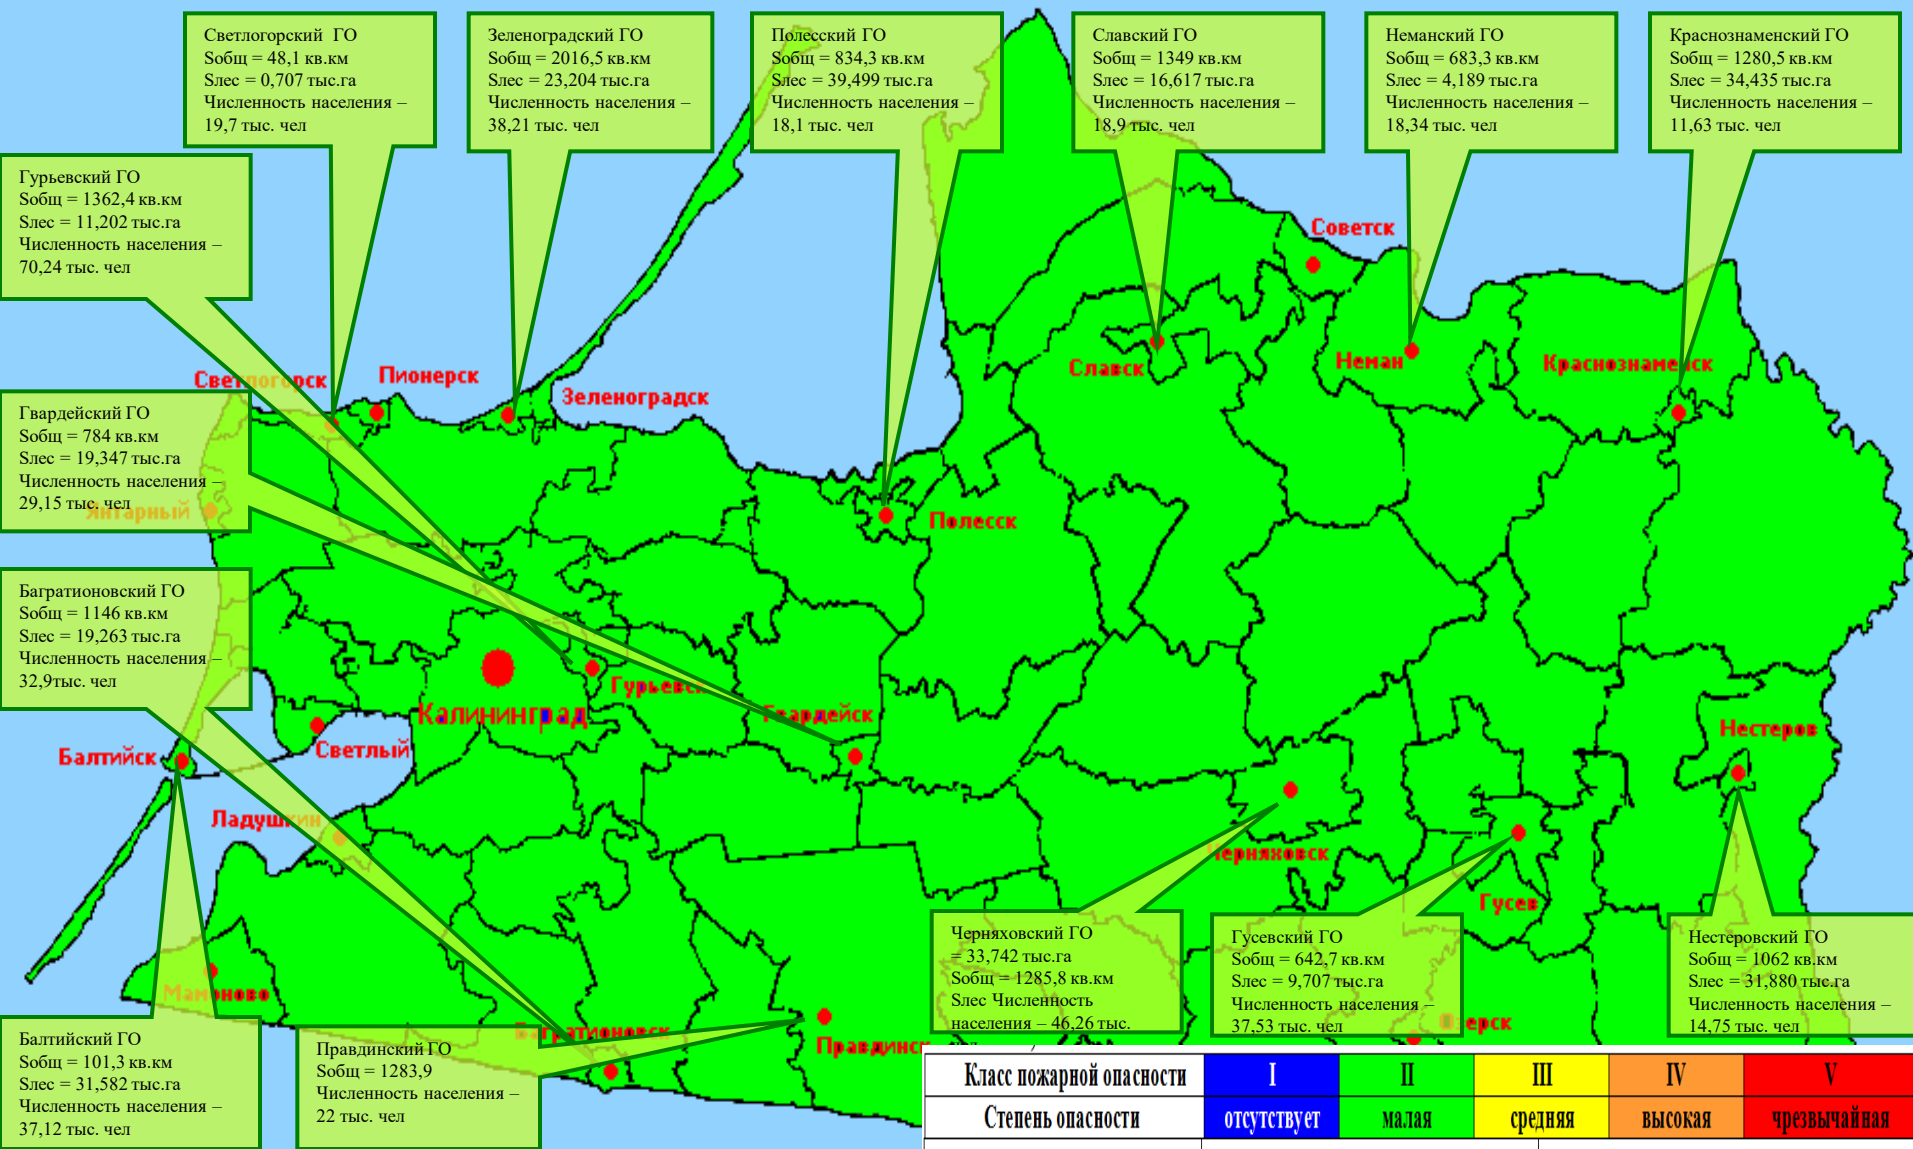 Светлогорский ГО
Sобщ = 48,1 кв.км
Sлес = 0,707 тыс.га
Численность населения –
19,7 тыс. чел
Зеленоградский ГО
Sобщ = 2016,5 кв.км
Sлес = 23,204 тыс.га
Численность населения –
38,21 тыс. чел
Полесский ГО
Sобщ = 834,3 кв.км
Sлес = 39,499 тыс.га
Численность населения –
18,1 тыс. чел
Славский ГО
Sобщ = 1349 кв.км
Sлес = 16,617 тыс.га
Численность населения –
18,9 тыс. чел
Неманский ГО
Sобщ = 683,3 кв.км
Sлес = 4,189 тыс.га
Численность населения –
18,34 тыс. чел
Краснознаменский ГО
Sобщ = 1280,5 кв.км
Sлес = 34,435 тыс.га
Численность населения –
11,63 тыс. чел
Гурьевский ГО
Sобщ = 1362,4 кв.км
Sлес = 11,202 тыс.га
Численность населения –
70,24 тыс. чел
Советск
Неман
Краснознаменск
Славск
Светлогорск
Пионерск
Зеленоградск
Гвардейский ГО
Sобщ = 784 кв.км
Sлес = 19,347 тыс.га
Численность населения –
29,15 тыс. чел
Янтарный
Полесск
Багратионовский ГО
Sобщ = 1146 кв.км
Sлес = 19,263 тыс.га
Численность населения –
32,9тыс. чел
Гурьевск
Калининград
Гвардейск
Нестеров
Светлый
Балтийск
Ладушкин
Черняховск
Гусев
Мамоново
Черняховский ГО
= 33,742 тыс.га
Sобщ = 1285,8 кв.км
Sлес Численность
населения – 46,26 тыс.
Гусевский ГО
Sобщ = 642,7 кв.км
Sлес = 9,707 тыс.га
Численность населения –
37,53 тыс. чел
Нестеровский ГО
Sобщ = 1062 кв.км
Sлес = 31,880 тыс.га
Численность населения –
14,75 тыс. чел
Озерск
Багратионовск
Правдинск
Балтийский ГО
Sобщ = 101,3 кв.км
Sлес = 31,582 тыс.га
Численность населения –
37,12 тыс. чел
Правдинский ГО
Sобщ = 1283,9
Численность населения –
22 тыс. чел
Класс пожарной опасности I II III IV V
Степень опасности отсутствует малая средняя высокая чрезвычайная